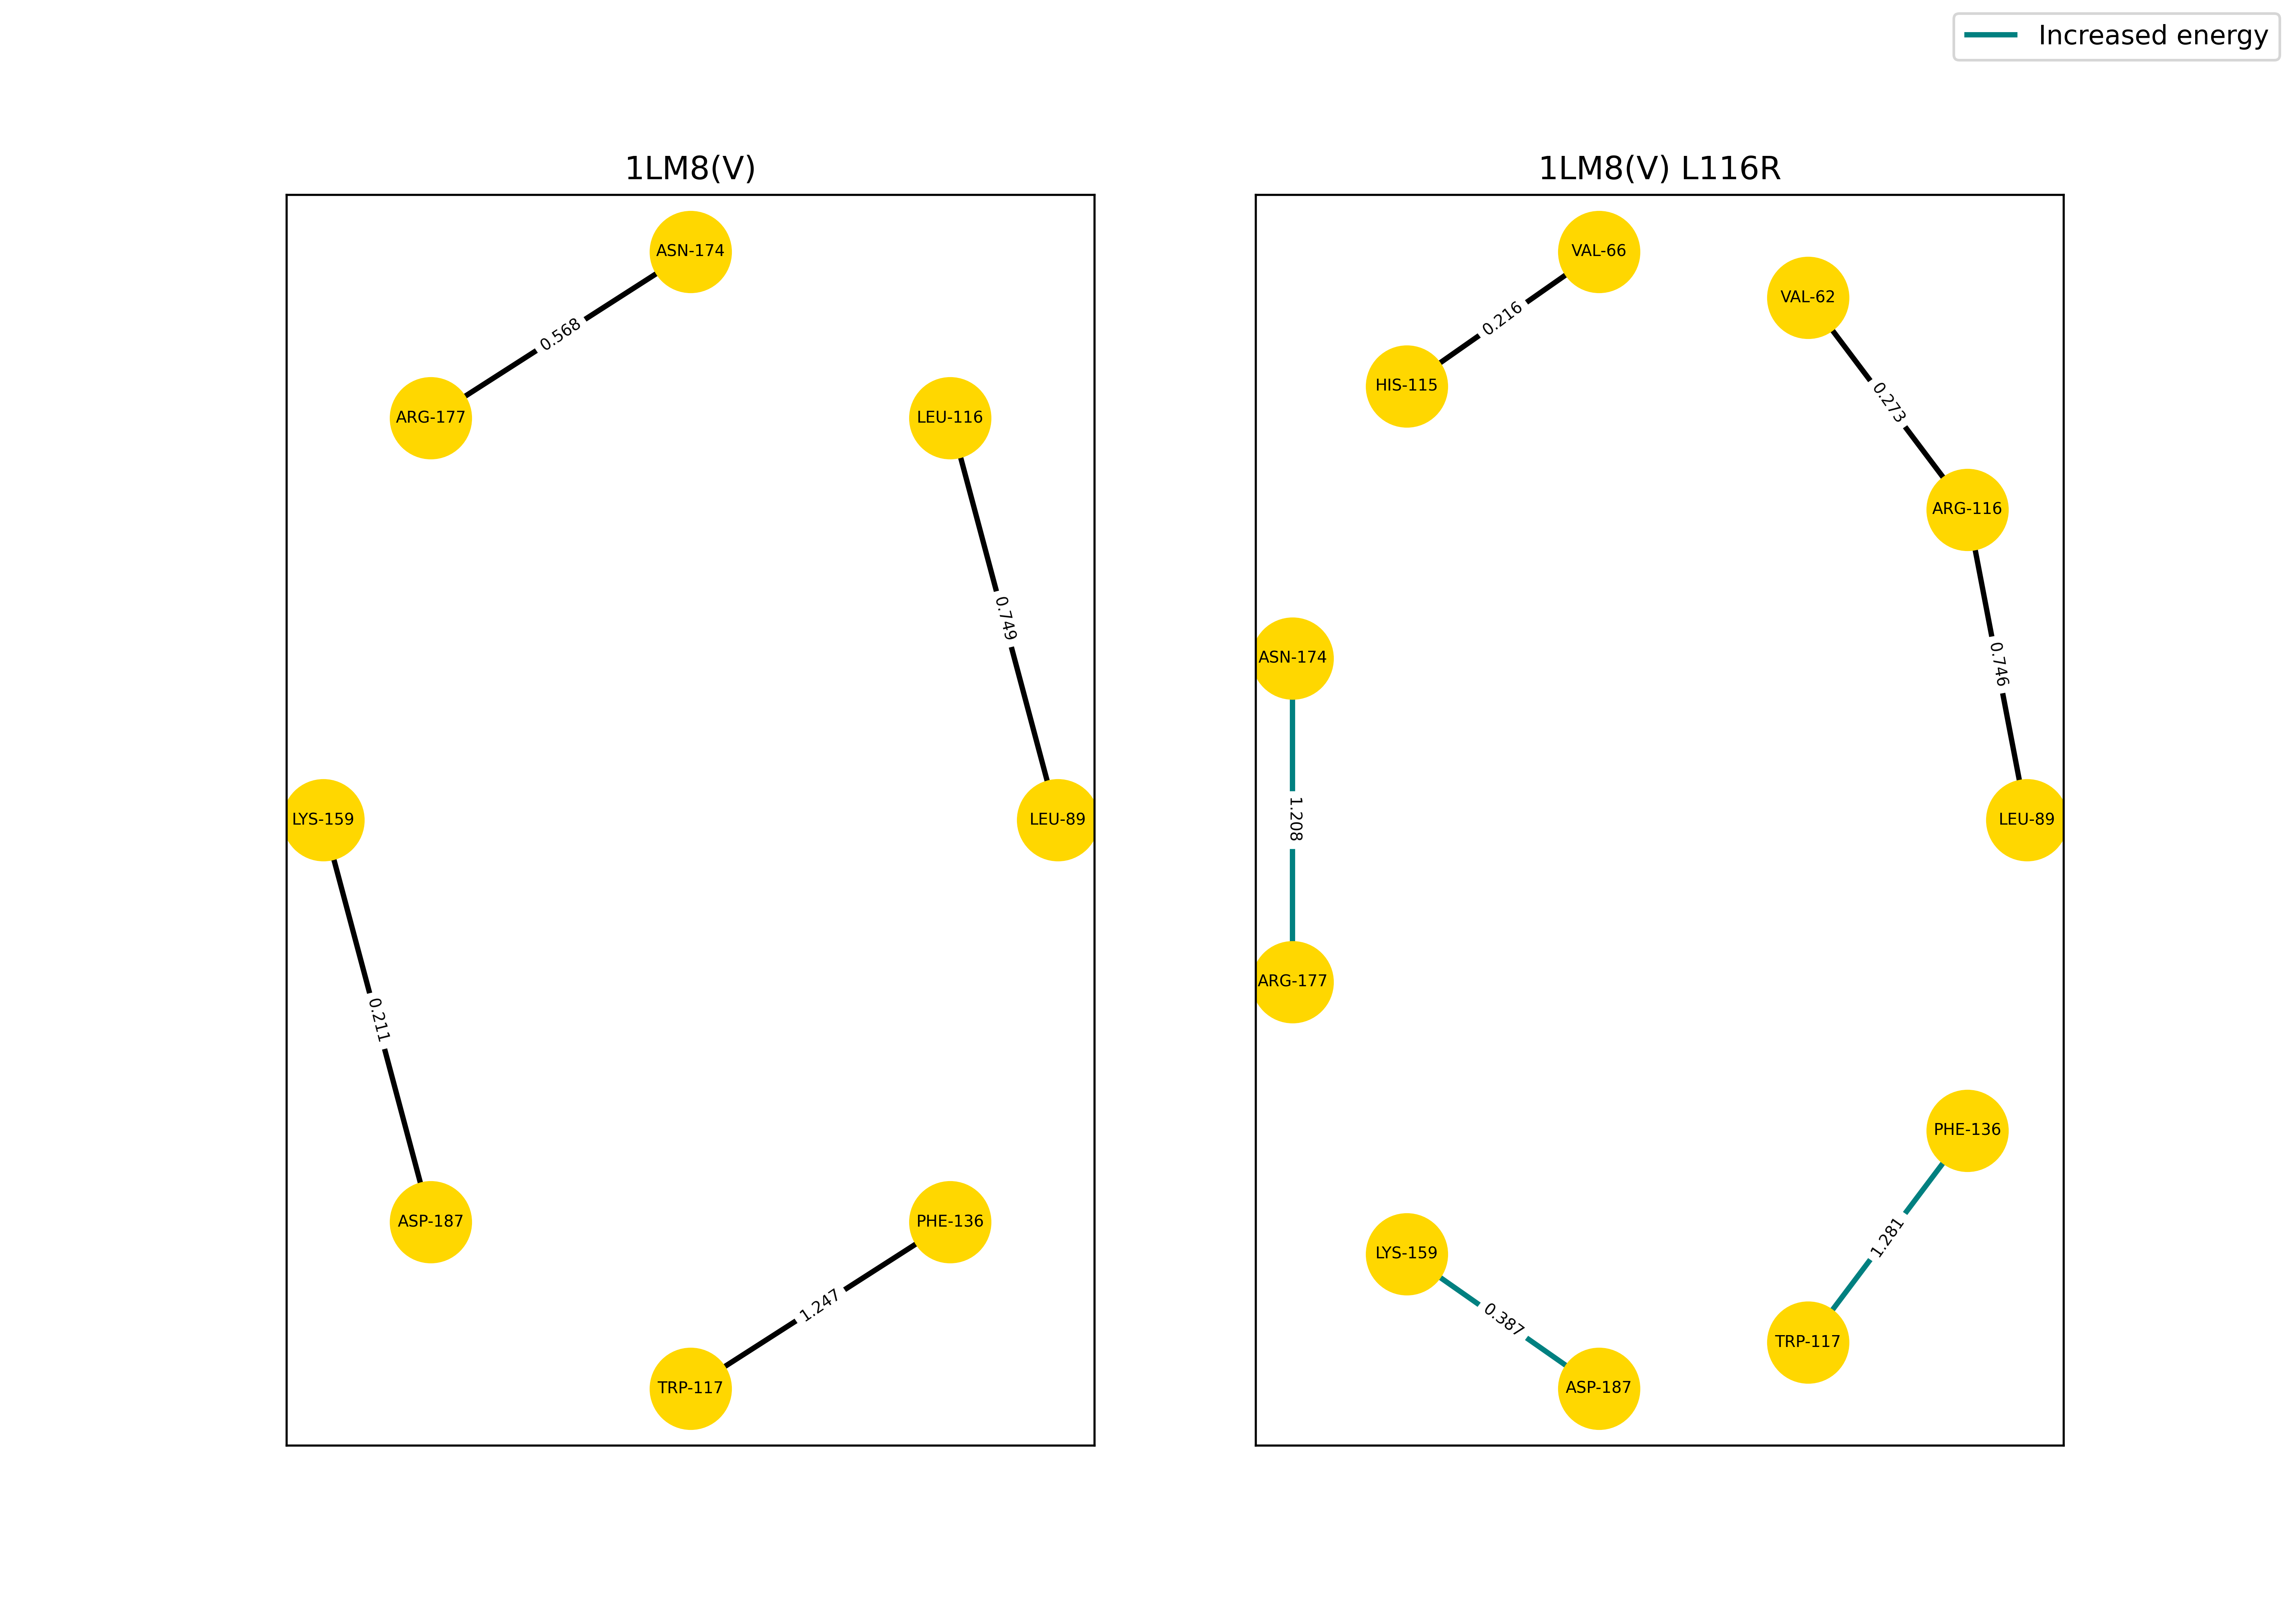 Increased energy
1LM8(V)
ASN-174
0.568
ARG-177
LEU-116
0.749
LYS-159
LEU-89
0.211
ASP-187
PHE-136
1.247
TRP-117
1LM8(V) L116R
VAL-66
VAL-62
0.216
HIS-115
0.273
ARG-116
ASN-174
0.746
1.208
LEU-89
ARG-177
PHE-136
1.281
LYS-159
0.387
TRP-117
ASP-187